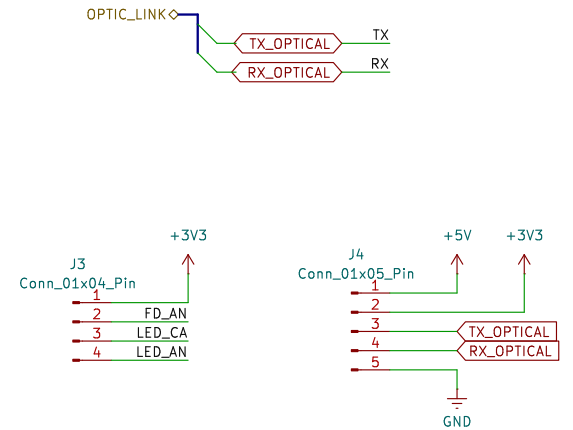 OPTIC_LINK
TX_OPTICAL TX
RX_OPTICAL RX
+3V3
J3
Conn_01x04_Pin
1
2 FD_AN
3 LED_CA
4 LED_AN
+5V +3V3
J4
Conn_01x05_Pin
1
2
3 TX_OPTICAL
4 RX_OPTICAL
5
GND